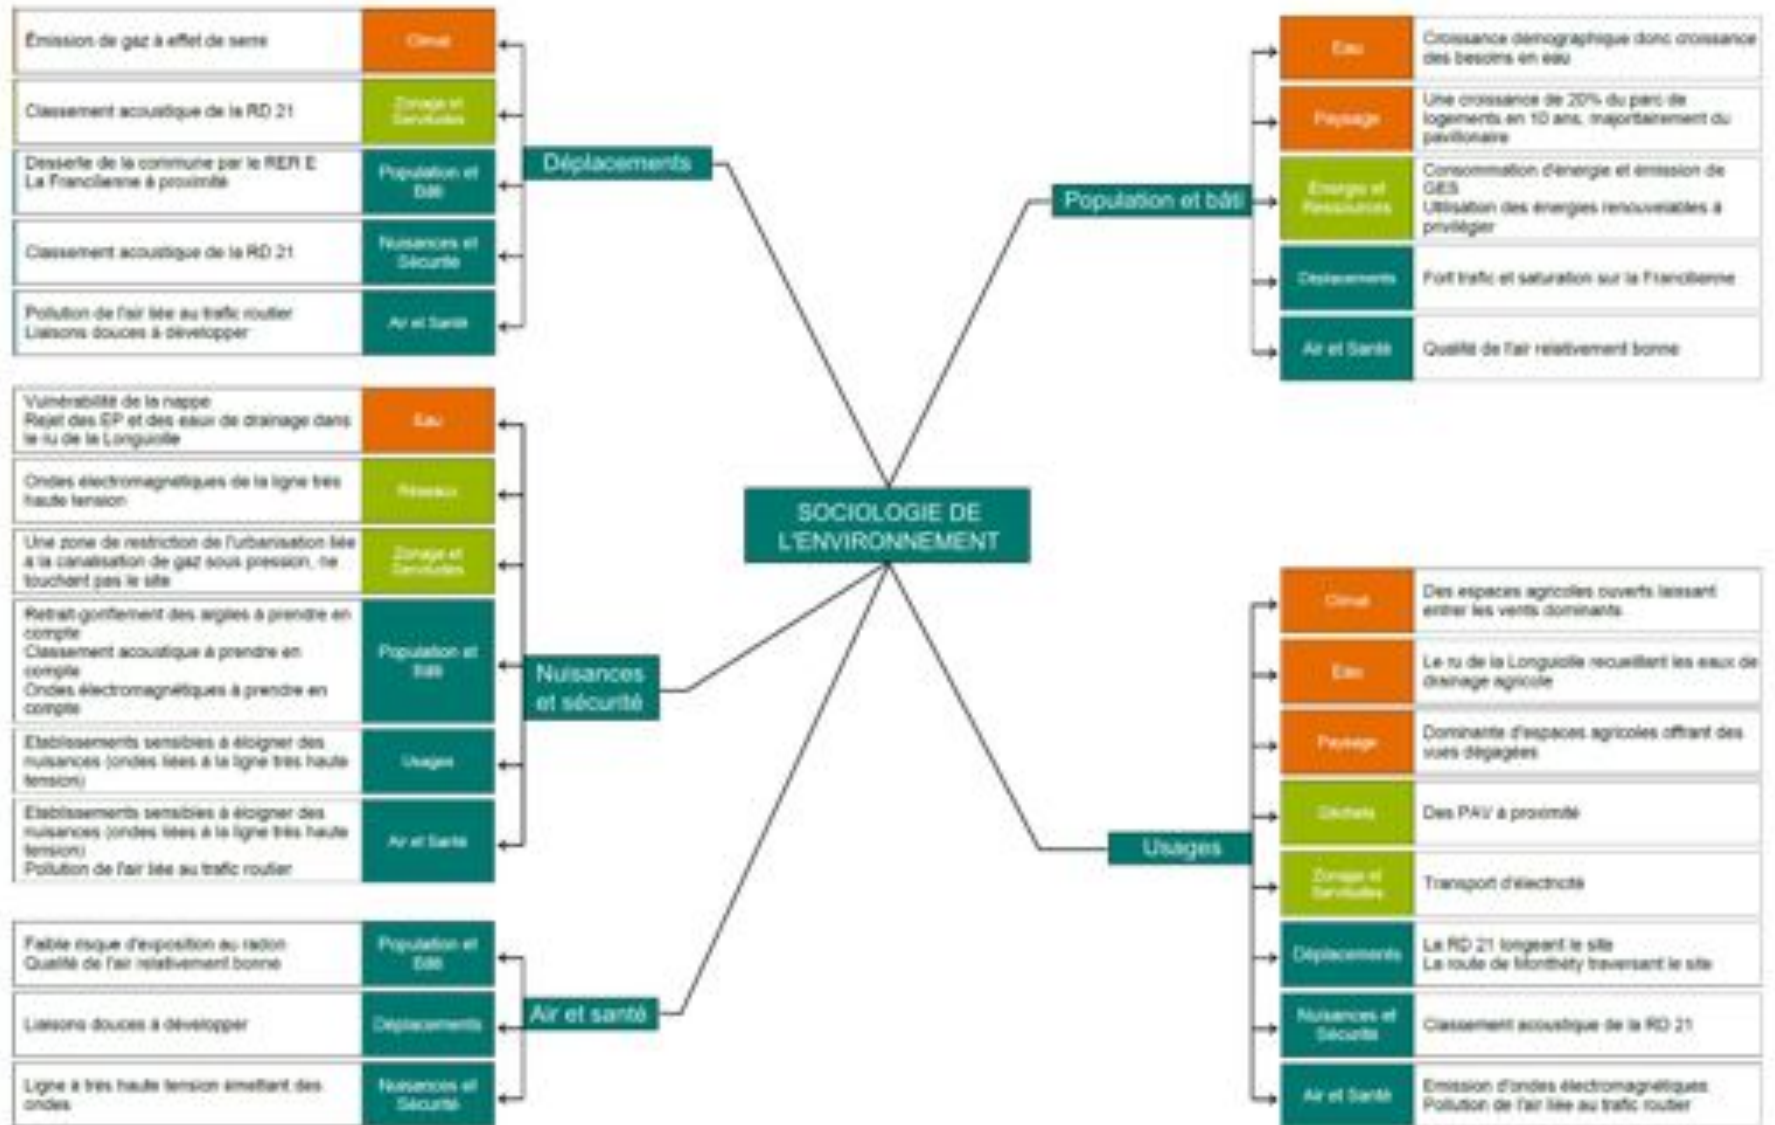 Émission de gaz à effet de serre
Climat
Classement acoustique de la RD 21
Zonage et
Servitudes
Desserte de la commune par le RER E
La Francilienne à proximité
Population et
Bâti
Classement acoustique de la RD 21
Nuisances et
Sécurité
Pollution de l'air liée au trafic routier
Liaisons douces à développer
Air et Santé
Déplacements
Vulnérabilité de la nappe
Rejet des EP et des eaux de drainage dans
le ru de la Longuiolle
Eau
Ondes électromagnétiques de la ligne très
haute tension
Réseaux
Une zone de restriction de l'urbanisation liée
à la canalisation de gaz sous pression, ne
touchant pas le site
Zonage et
Servitudes
Retrait-gonflement des argiles à prendre en
compte
Classement acoustique à prendre en
compte
Ondes électromagnétiques à prendre en
compte
Population et
Bâti
Etablissements sensibles à éloigner des
nuisances (ondes liées à la ligne très haute
tension)
Usages
Etablissements sensibles à éloigner des
nuisances (ondes liées à la ligne très haute
tension)
Pollution de l'air liée au trafic routier
Air et Santé
Nuisances
et sécurité
Faible risque d'exposition au radon
Qualité de l'air relativement bonne
Population et
Bâti
Liaisons douces à développer
Déplacements
Ligne à très haute tension émettant des
ondes
Nuisances et
Sécurité
Air et santé
SOCIOLOGIE DE
L'ENVIRONNEMENT
Population et bâti
Eau
Croissance démographique donc croissance
des besoins en eau
Paysage
Une croissance de 20% du parc de
logements en 10 ans, majoritairement du
pavillonaire
Énergie et
Ressources
Consommation d'énergie et émission de
GES
Utilisation des énergies renouvelables à
privilégier
Déplacements
Fort trafic et saturation sur la Francilienne
Air et Santé
Qualité de l'air relativement bonne
Usages
Climat
Des espaces agricoles ouverts laissant
entrer les vents dominants
Eau
Le ru de la Longuiolle recueillant les eaux de
drainage agricole
Paysage
Dominante d'espaces agricoles offrant des
vues dégagées
Déchets
Des PAV à proximité
Zonage et
Servitudes
Transport d'électricité
Déplacements
La RD 21 longeant le site
La route de Monthéty traversant le site
Nuisances et
Sécurité
Classement acoustique de la RD 21
Air et Santé
Emission d'ondes électromagnétiques
Pollution de l'air liée au trafic routier